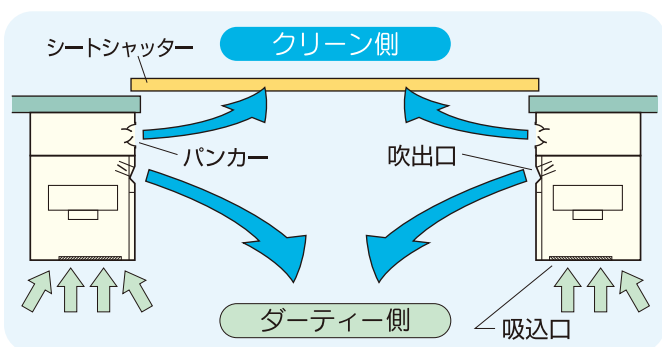 クリーン側
シートシャッター
パンカー
吹出口
ダーティー側
吸込口